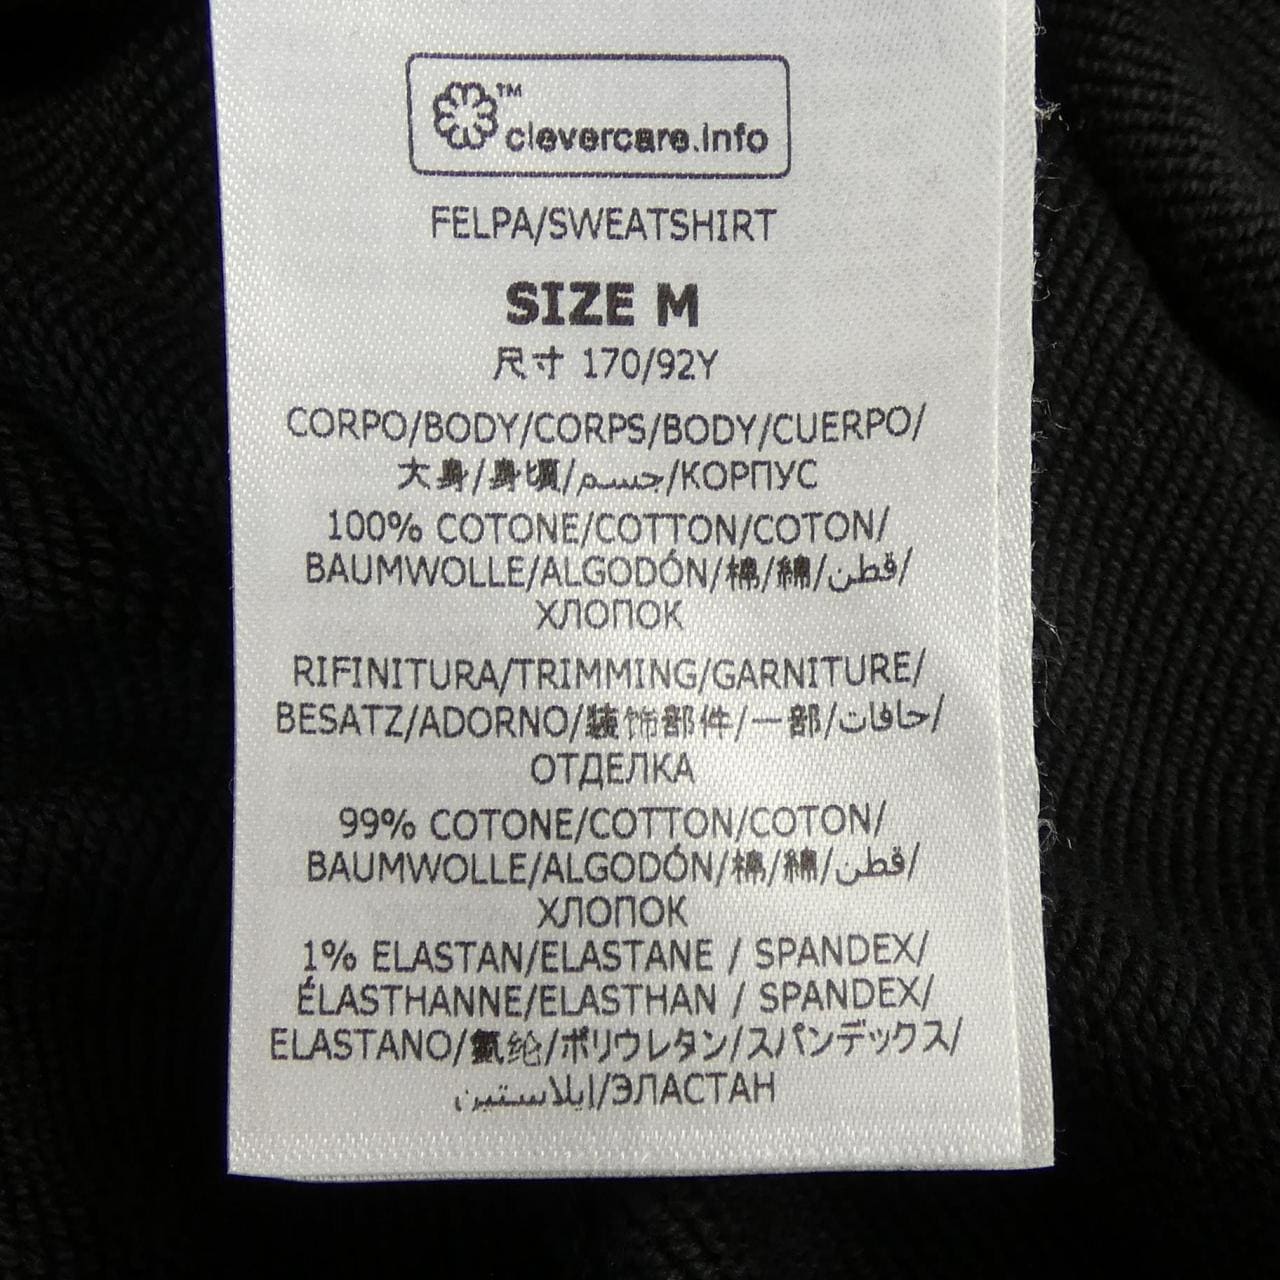 ™ clevercare.info
FELPA/SWEATSHIRT
SIZE M
尺寸 170/92Y
CORPO/BODY/CORPS/BODY/CUERPO/
大身/身頃/جسم/КОРПУС
100% COTONE/COTTON/COTON/
BAUMWOLLE/ALGODÓN/棉/綿/قطن/
ХЛОПОК
RIFINITURA/TRIMMING/GARNITURE/
BESATZ/ADORNO/装饰部件/一部/حافات/
ОТДЕЛКА
99% COTONE/COTTON/COTON/
BAUMWOLLE/ALGODÓN/棉/綿/قطن/
ХЛОПОК
1% ELASTAN/ELASTANE / SPANDEX/
ÉLASTHANNE/ELASTHAN / SPANDEX/
ELASTANO/氨纶/ポリウレタン/スパンデックス/
إيلاستين/ЭЛАСТАН